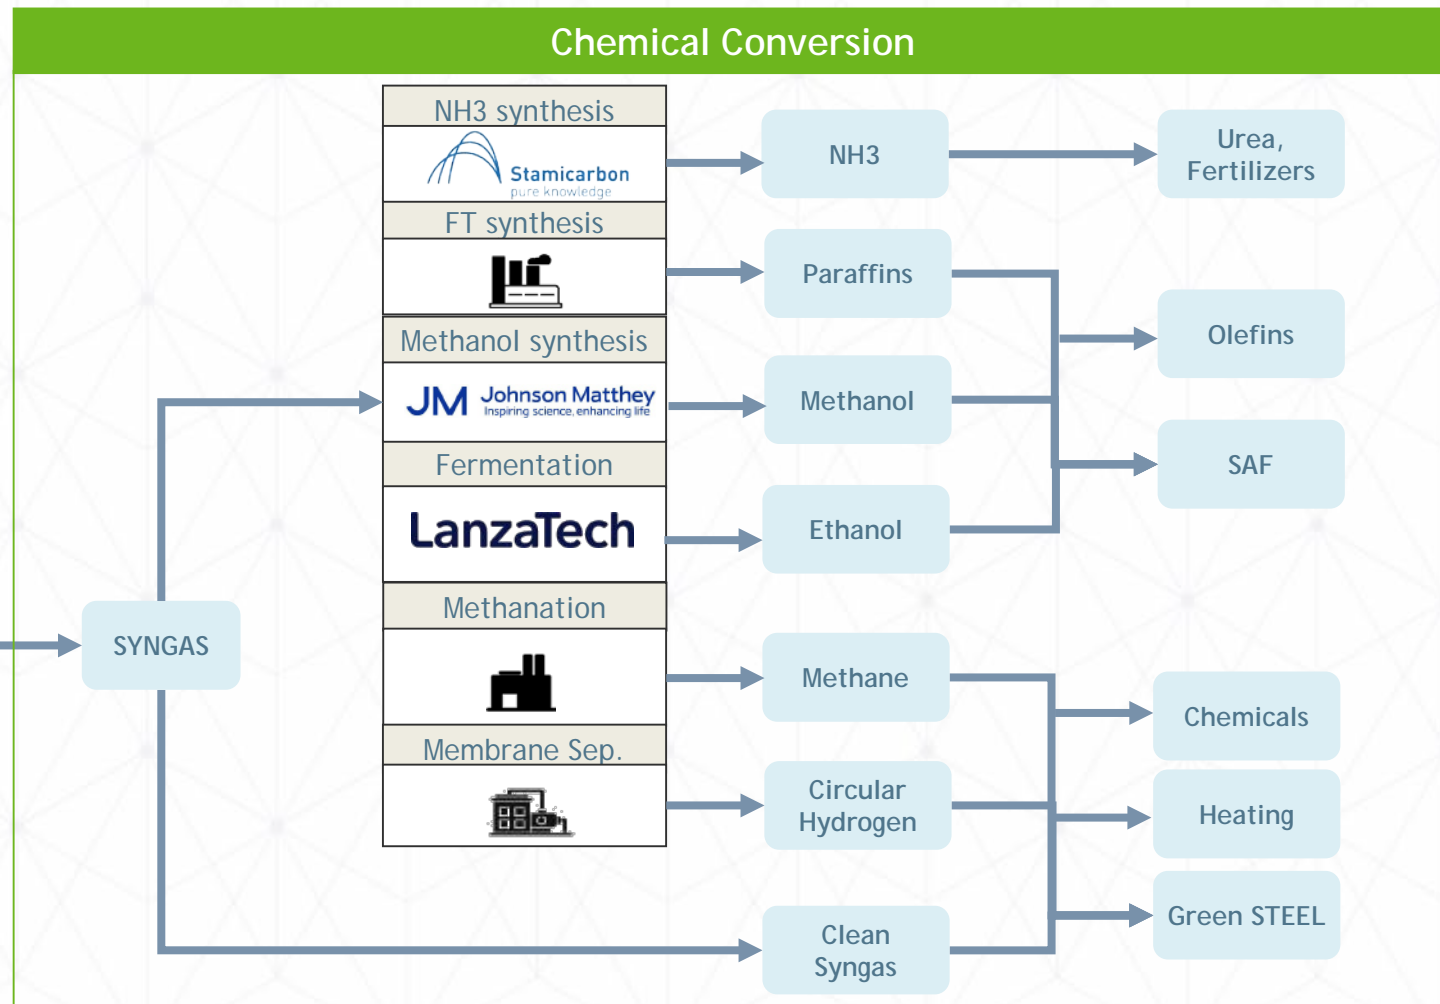 Chemical Conversion
NH3 synthesis
Stamicarbon
pure knowledge
FT synthesis
Methanol synthesis
JM Johnson Matthey
Inspiring science, enhancing life
Fermentation
LanzaTech
Methanation
Membrane Sep.
SYNGAS
NH3
Paraffins
Methanol
Ethanol
Methane
Circular
Hydrogen
Clean
Syngas
Urea,
Fertilizers
Olefins
SAF
Chemicals
Heating
Green STEEL